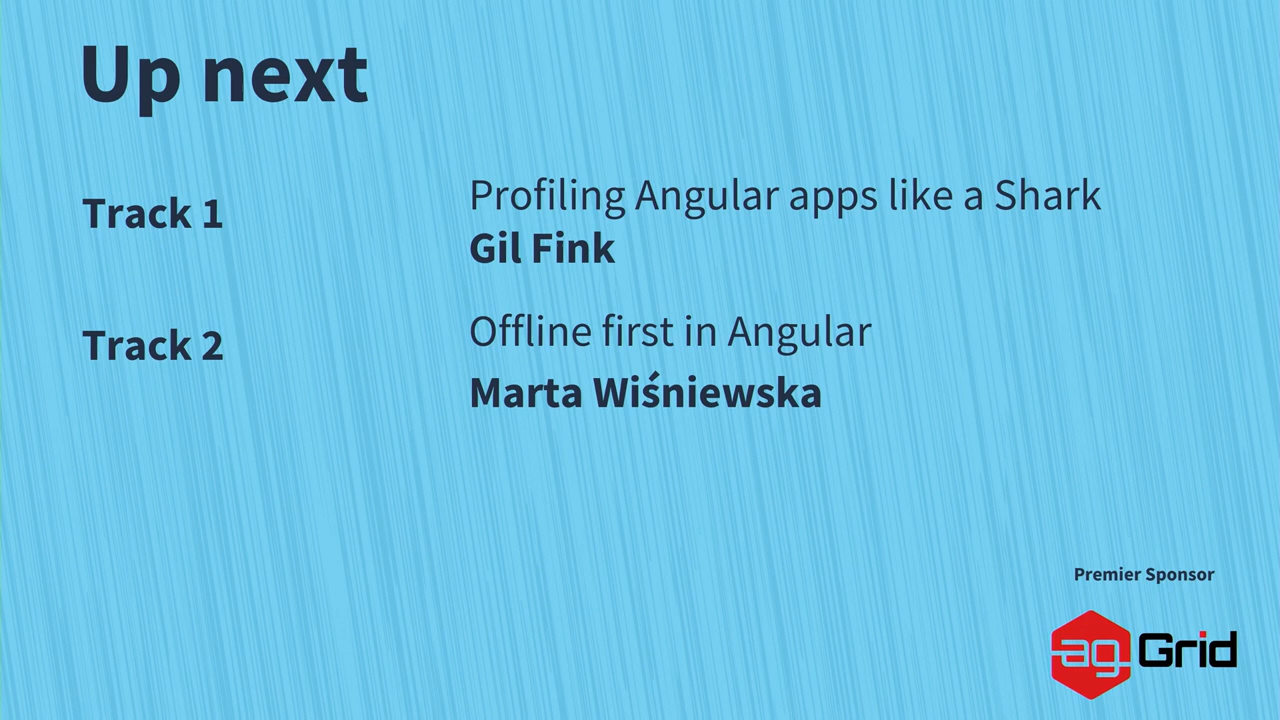 Up next
Track 1
Profiling Angular apps like a Shark
Gil Fink
Track 2
Offline first in Angular
Marta Wiśniewska
Premier Sponsor
ag Grid